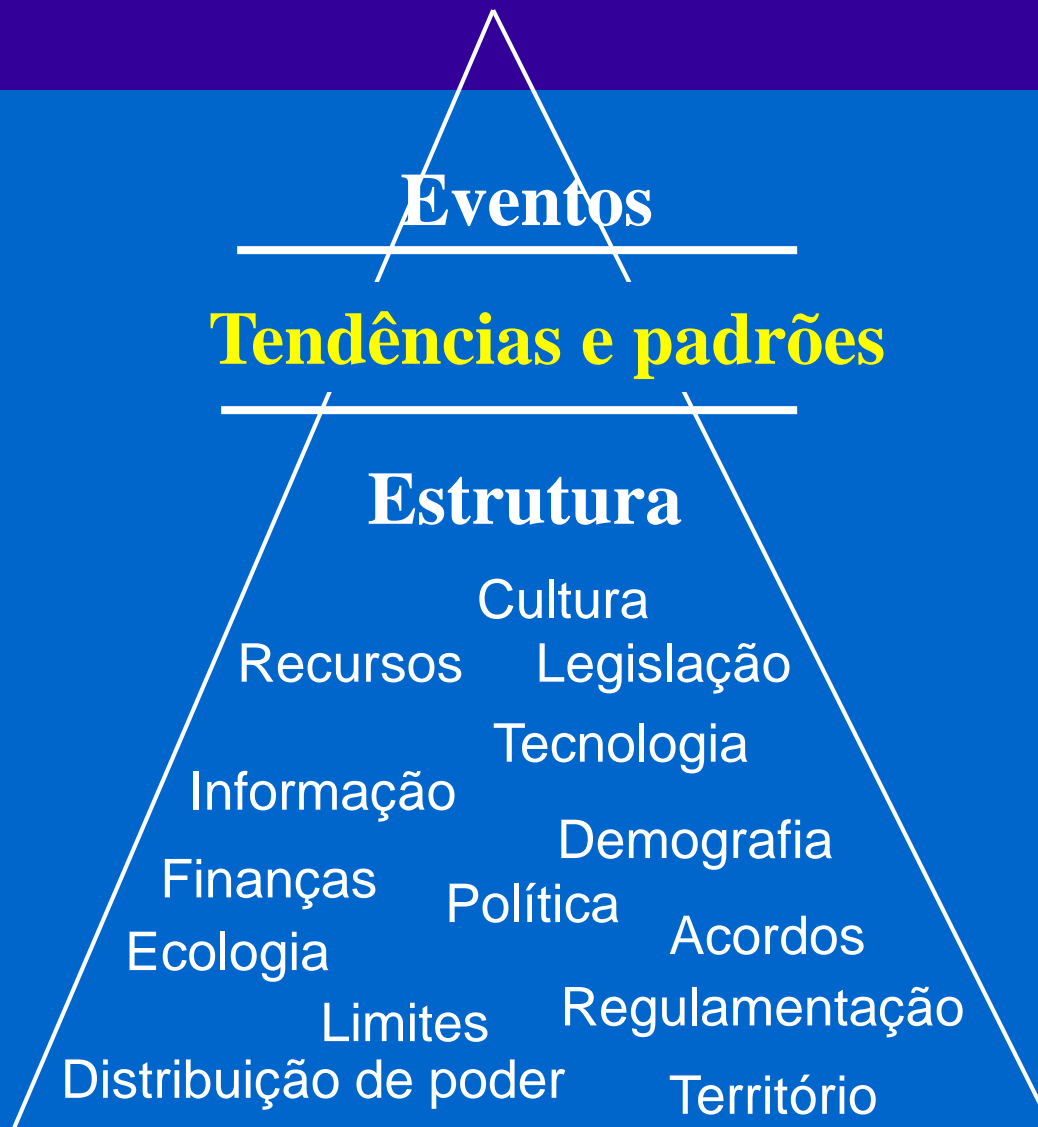 Eventos
Tendências e padrões
Estrutura
Cultura
Recursos Legislação
Tecnologia
Informação
Demografia
Finanças
Política
Acordos
Ecologia
Regulamentação
Limites
Distribuição de poder
Território